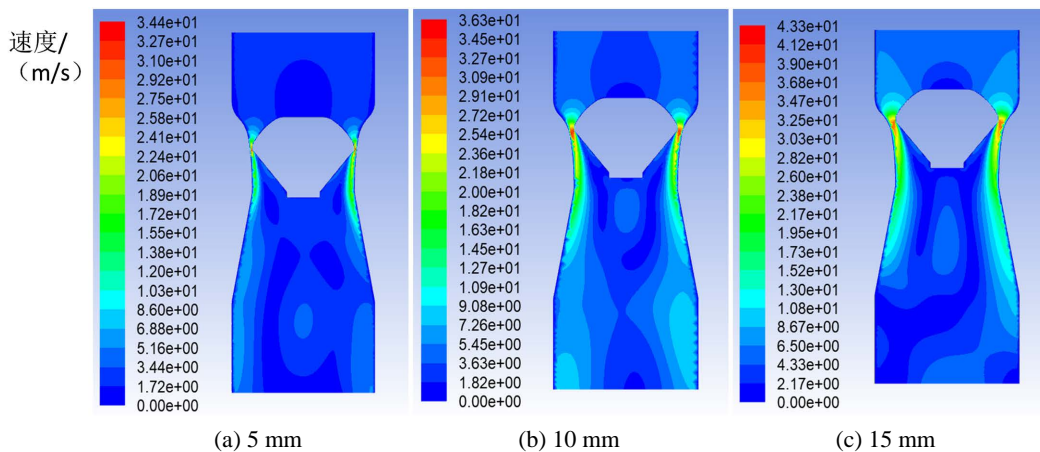 速度/
（m/s）
3.44e+01
3.27e+01
3.10e+01
2.92e+01
2.75e+01
2.58e+01
2.41e+01
2.24e+01
2.06e+01
1.89e+01
1.72e+01
1.55e+01
1.38e+01
1.20e+01
1.03e+01
8.60e+00
6.88e+00
5.16e+00
3.44e+00
1.72e+00
0.00e+00
(a) 5 mm
3.63e+01
3.45e+01
3.27e+01
3.09e+01
2.91e+01
2.72e+01
2.54e+01
2.36e+01
2.18e+01
2.00e+01
1.82e+01
1.63e+01
1.45e+01
1.27e+01
1.09e+01
9.08e+00
7.26e+00
5.45e+00
3.63e+00
1.82e+00
0.00e+00
(b) 10 mm
4.33e+01
4.12e+01
3.90e+01
3.68e+01
3.47e+01
3.25e+01
3.03e+01
2.82e+01
2.60e+01
2.38e+01
2.17e+01
1.95e+01
1.73e+01
1.52e+01
1.30e+01
1.08e+01
8.67e+00
6.50e+00
4.33e+00
2.17e+00
0.00e+00
(c) 15 mm